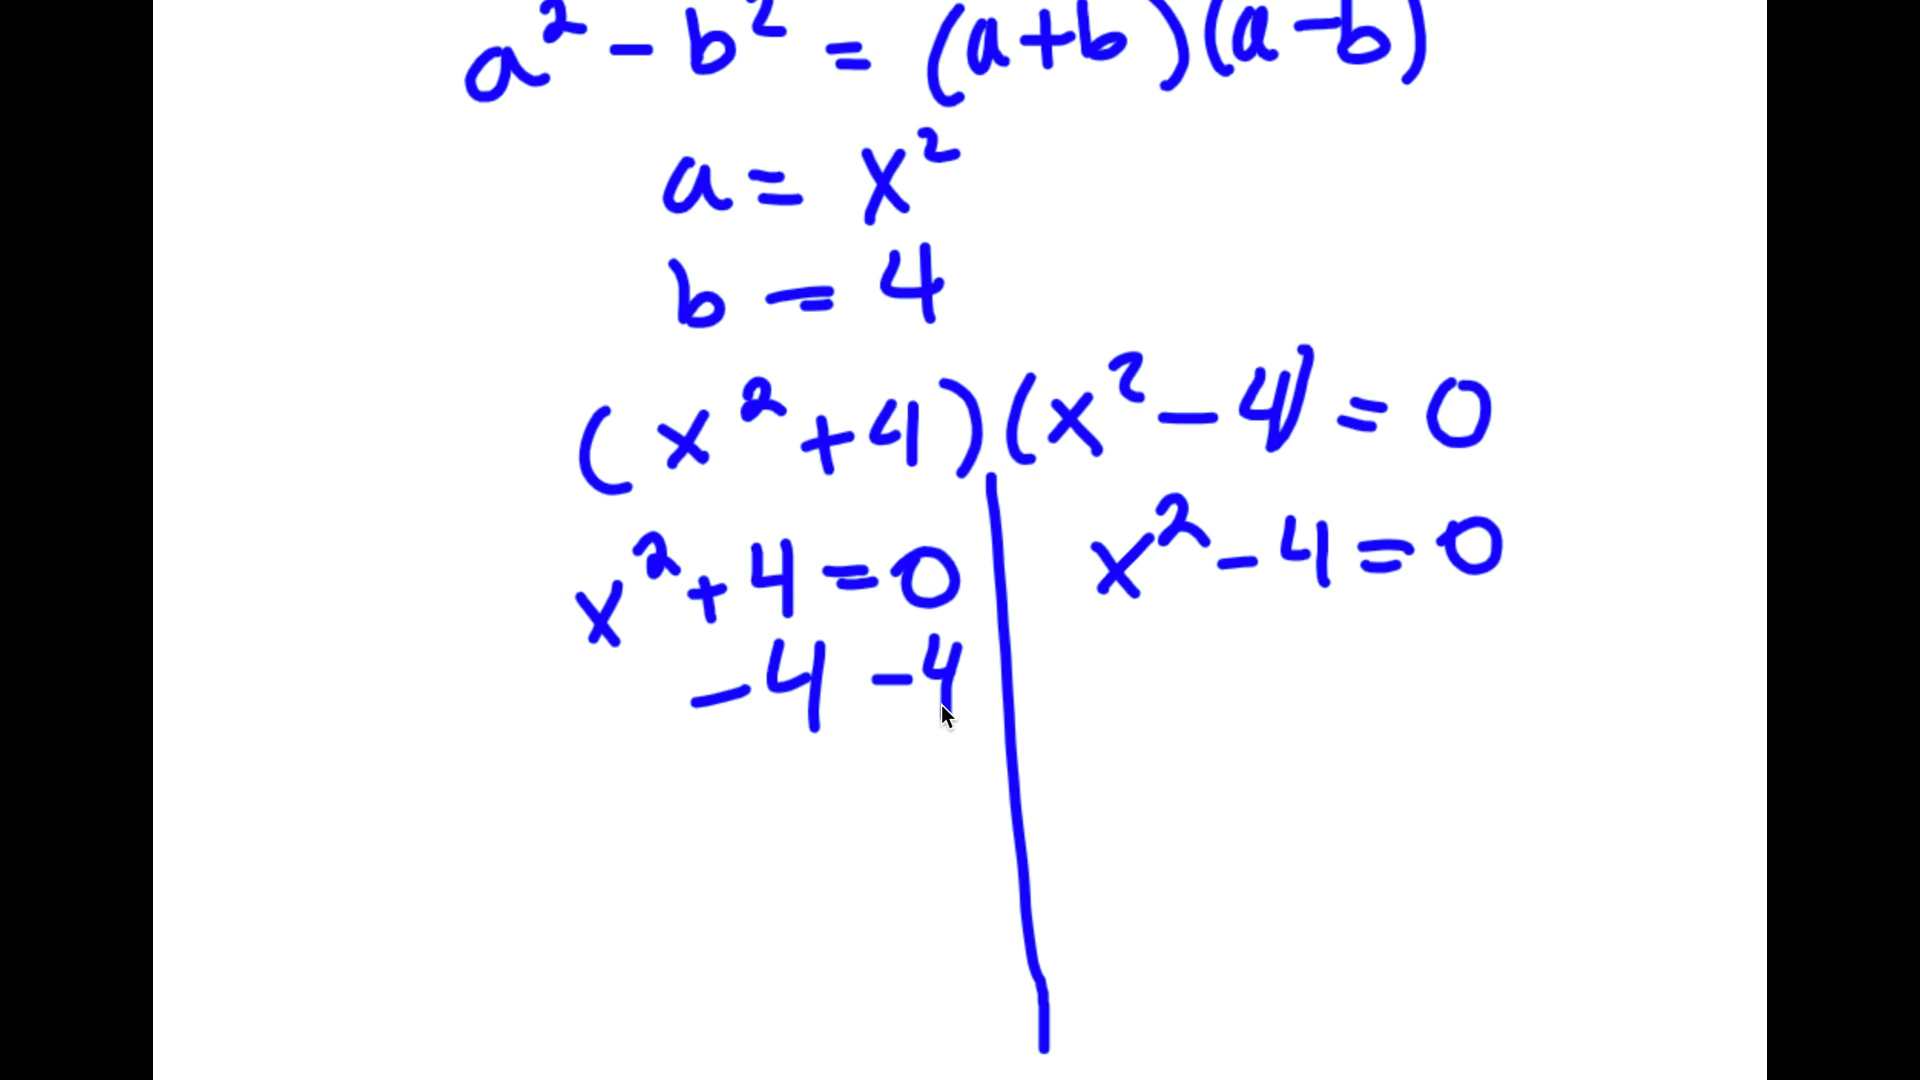 a² - b² = (a+b)(a-b)
a = x²
b = 4
(x² + 4)(x² - 4) = 0
x² + 4 = 0 x² - 4 = 0
- 4 - 4